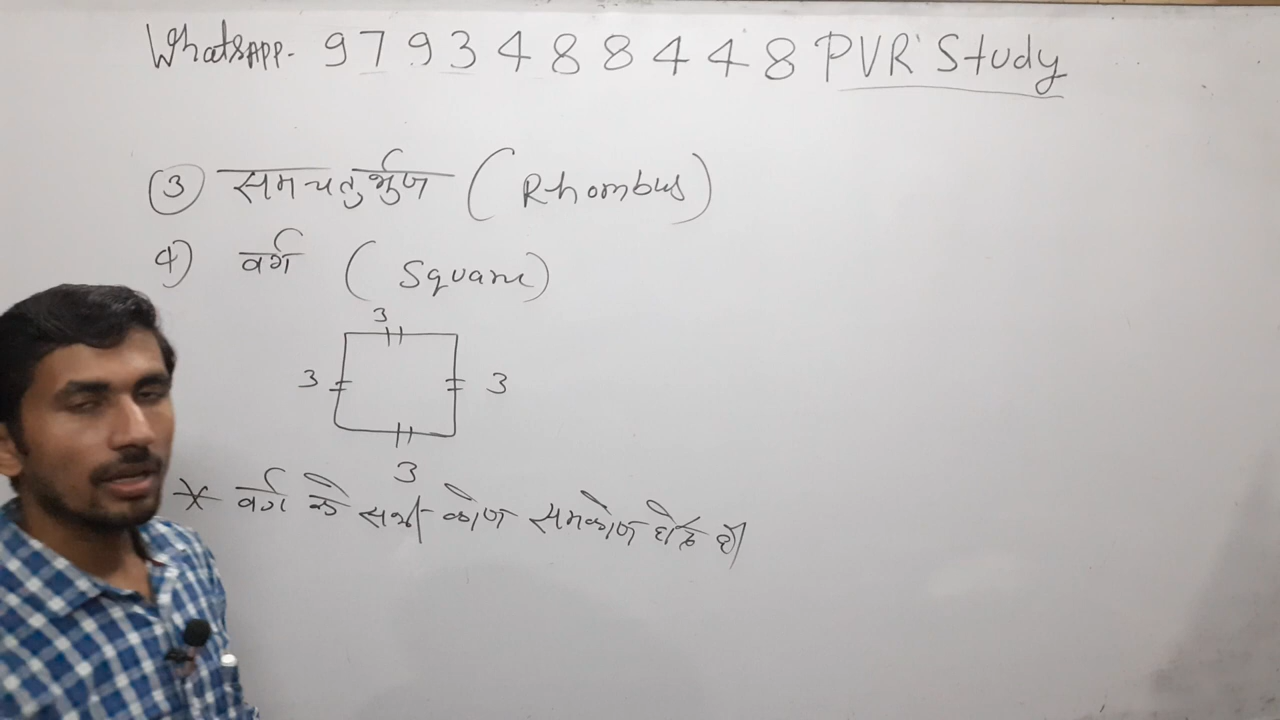 WhatsAPP. 9793488448 PVR Study
③ समचतुर्भुज (Rhombus)
4) वर्ग (Square)
3
3 3
3
* वर्ग के सभी कोण समकोण होते है।